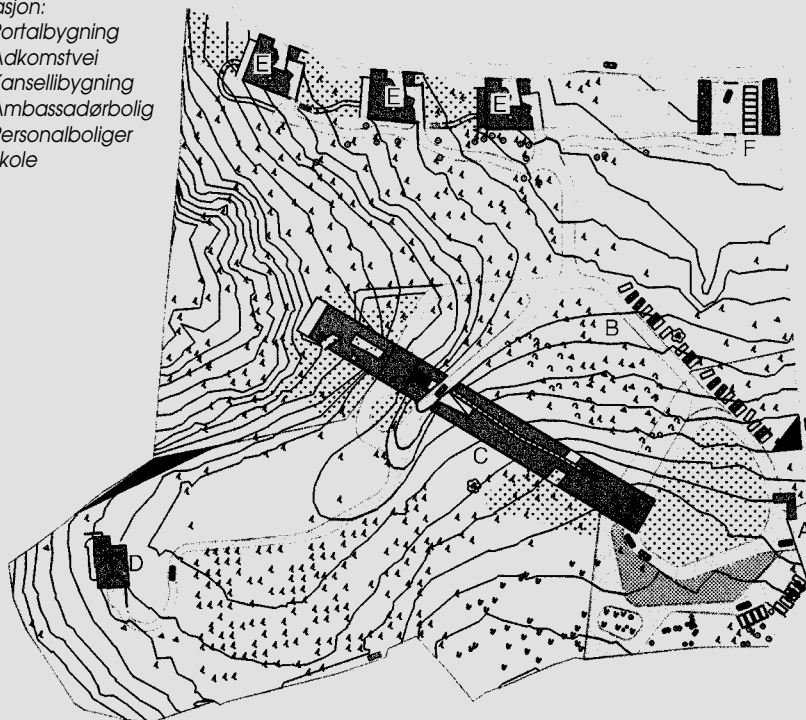 asjon:
Portalbygning
Adkomstvei
Kansellibygning
Ambassadørbolig
Personalboliger
kole
E
E
E
F
B
C
A
D